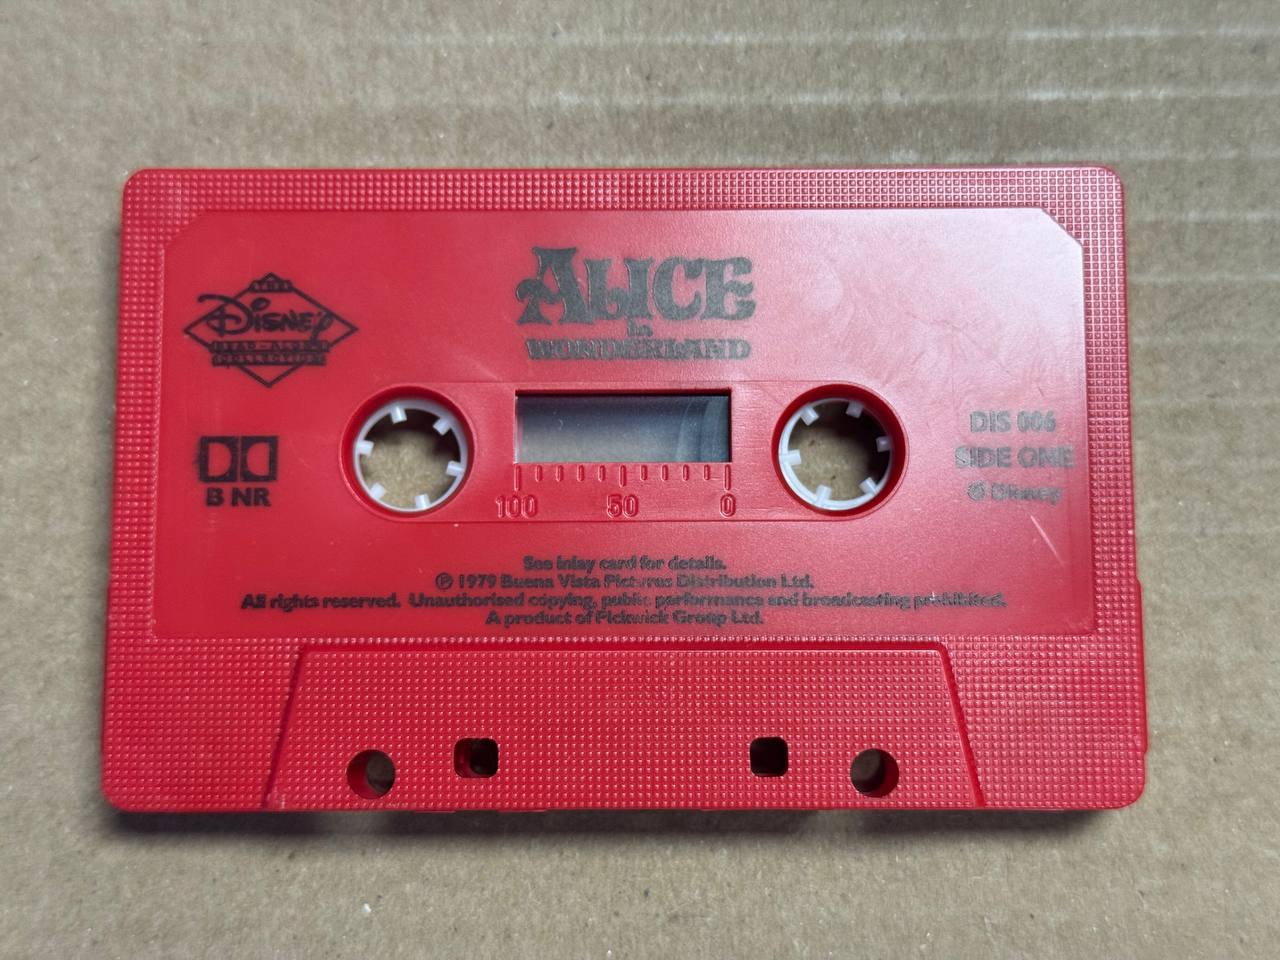 ALICE
in
WONDERLAND
THE
Disney
READ-ALONG
COLLECTION
B NR
DIS 006
SIDE ONE
© Disney
100 50 0
See inlay card for details.
℗ 1979 Buena Vista Pictures Distribution Ltd.
All rights reserved. Unauthorised copying, public performance and broadcasting prohibited.
A product of Pickwick Group Ltd.